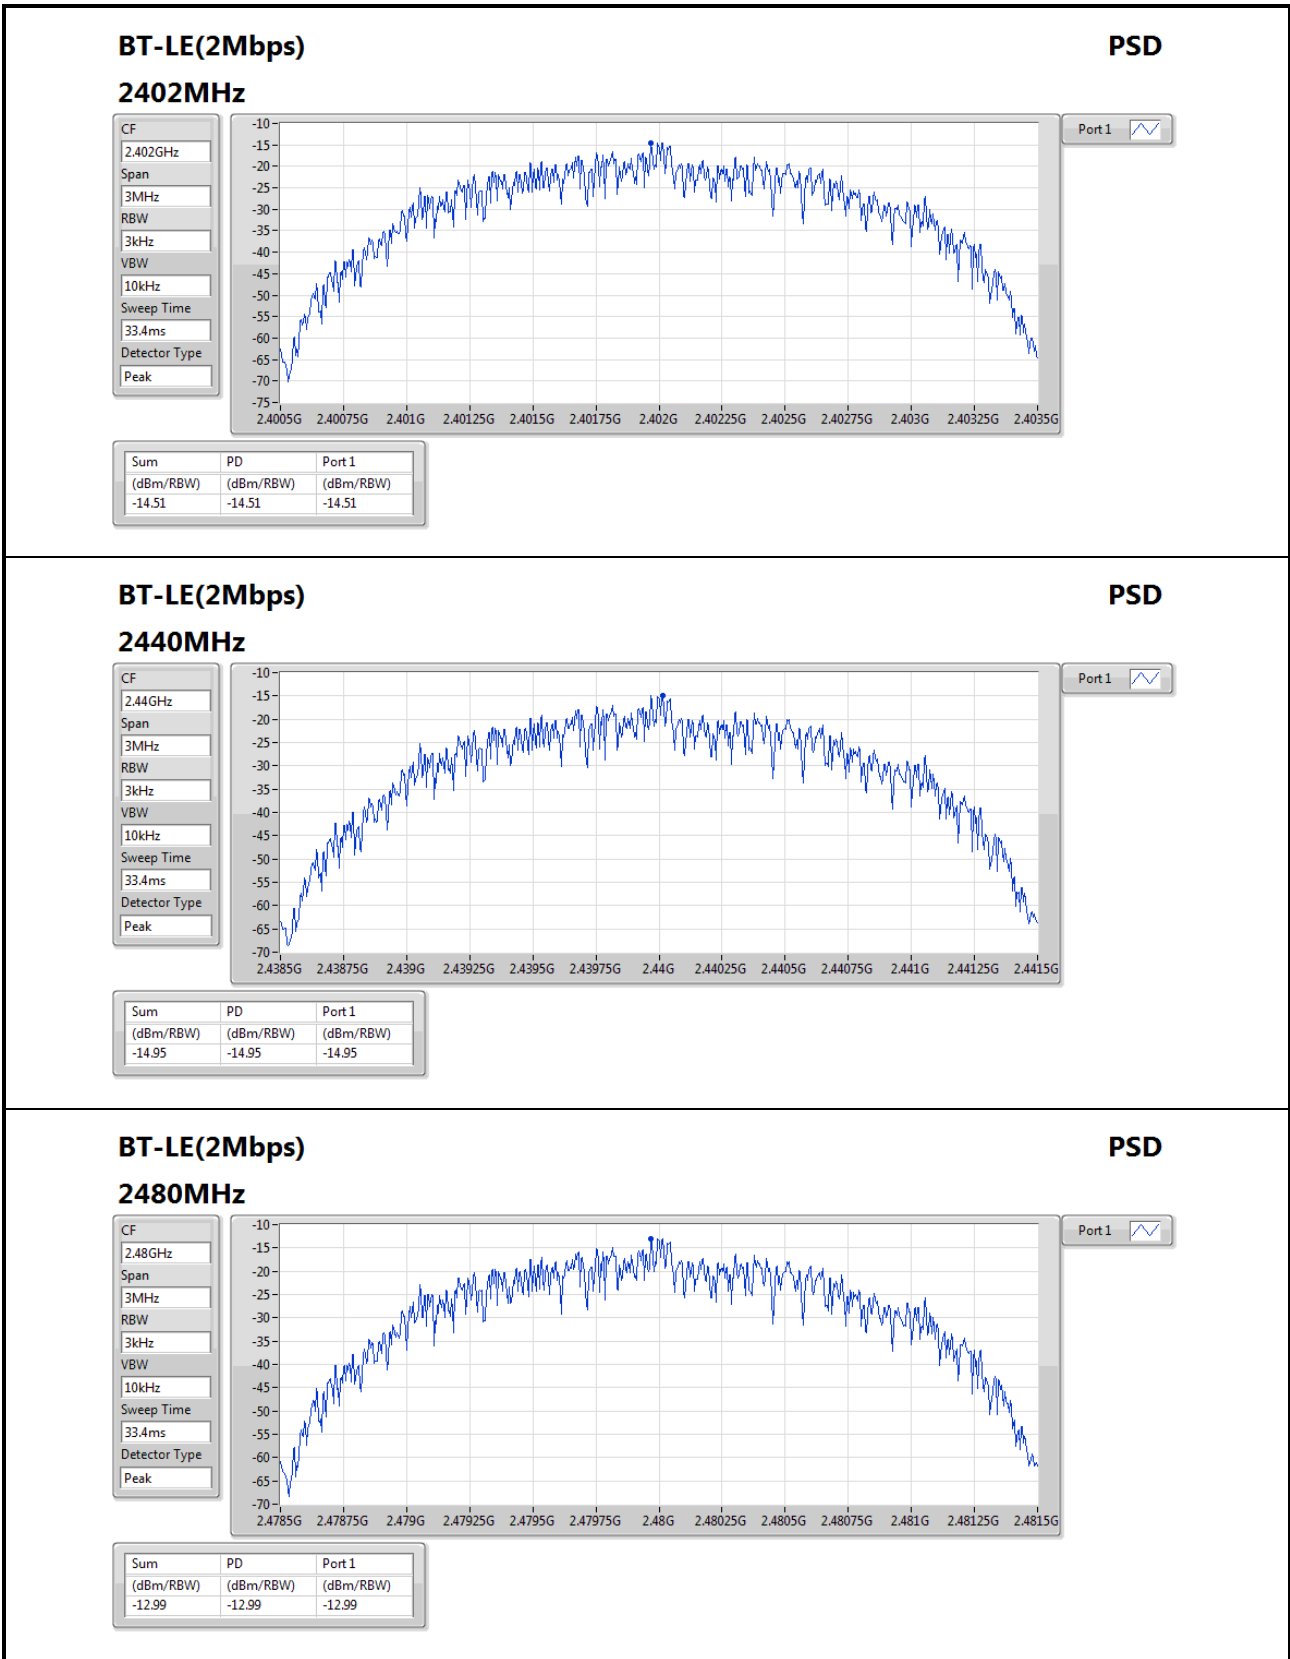 BT-LE(2Mbps) PSD
2402MHz
CF
2.402GHz
Span
3MHz
RBW
3kHz
VBW
10kHz
Sweep Time
33.4ms
Detector Type
Peak
-10
-15
-20
-25
-30
-35
-40
-45
-50
-55
-60
-65
-70
-75
2.4005G 2.40075G 2.401G 2.40125G 2.4015G 2.40175G 2.402G 2.40225G 2.4025G 2.40275G 2.403G 2.40325G 2.4035G
Port 1
Sum PD Port 1
(dBm/RBW) (dBm/RBW) (dBm/RBW)
-14.51 -14.51 -14.51
BT-LE(2Mbps) PSD
2440MHz
CF
2.44GHz
Span
3MHz
RBW
3kHz
VBW
10kHz
Sweep Time
33.4ms
Detector Type
Peak
-10
-15
-20
-25
-30
-35
-40
-45
-50
-55
-60
-65
-70
2.4385G 2.43875G 2.439G 2.43925G 2.4395G 2.43975G 2.44G 2.44025G 2.4405G 2.44075G 2.441G 2.44125G 2.4415G
Port 1
Sum PD Port 1
(dBm/RBW) (dBm/RBW) (dBm/RBW)
-14.95 -14.95 -14.95
BT-LE(2Mbps) PSD
2480MHz
CF
2.48GHz
Span
3MHz
RBW
3kHz
VBW
10kHz
Sweep Time
33.4ms
Detector Type
Peak
-10
-15
-20
-25
-30
-35
-40
-45
-50
-55
-60
-65
-70
2.4785G 2.47875G 2.479G 2.47925G 2.4795G 2.47975G 2.48G 2.48025G 2.4805G 2.48075G 2.481G 2.48125G 2.4815G
Port 1
Sum PD Port 1
(dBm/RBW) (dBm/RBW) (dBm/RBW)
-12.99 -12.99 -12.99